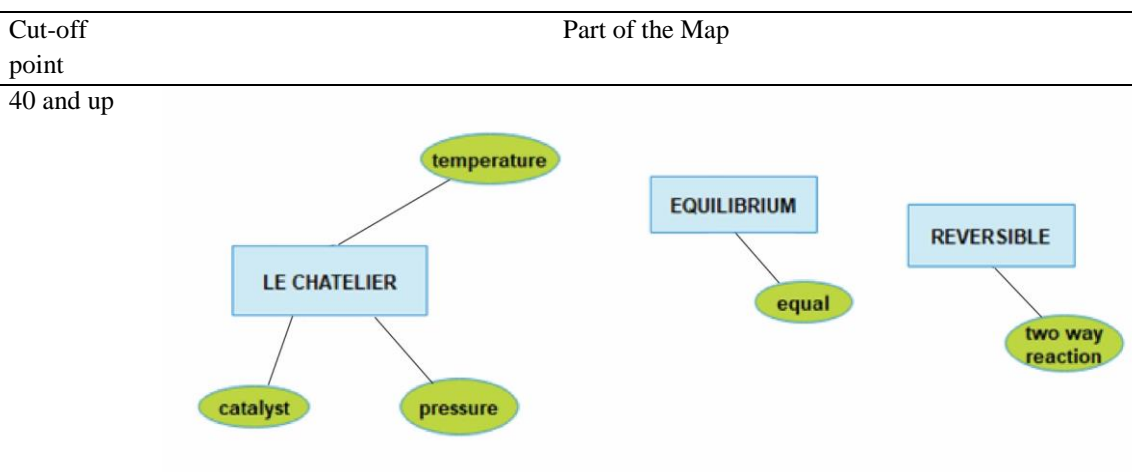 Cut-off
point
Part of the Map
40 and up
temperature
EQUILIBRIUM
REVERSIBLE
LE CHATELIER
equal
two way
reaction
catalyst
pressure